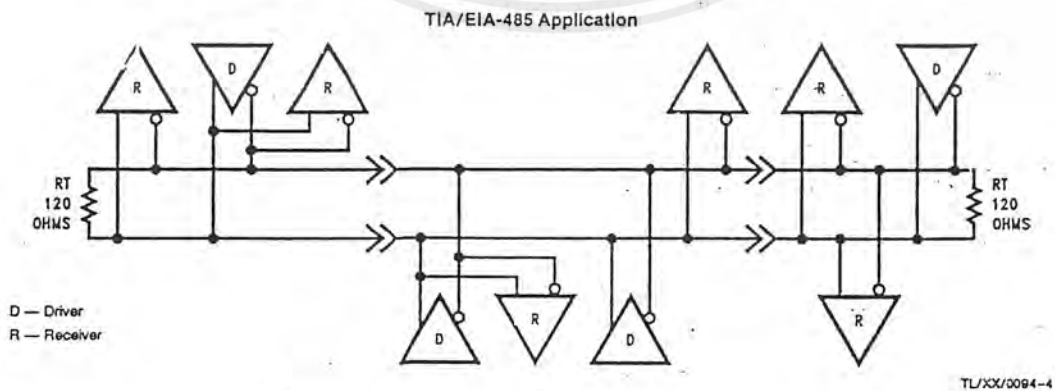 TIA/EIA-485 Application
R
D
R
R
-R
D
RT
120
OHMS
RT
120
OHMS
D
R
D
R
D — Driver
R — Receiver
TL/XX/0094-4